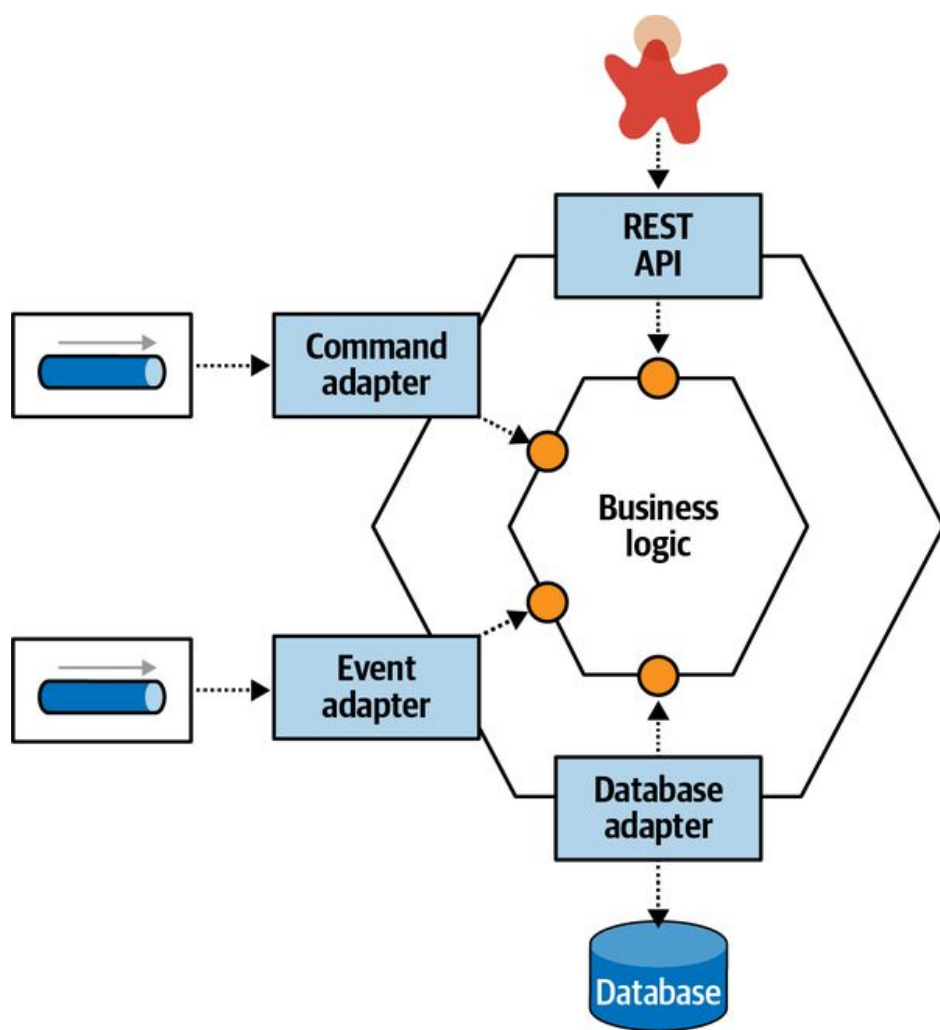 REST
API
Command
adapter
Business
logic
Event
adapter
Database
adapter
Database